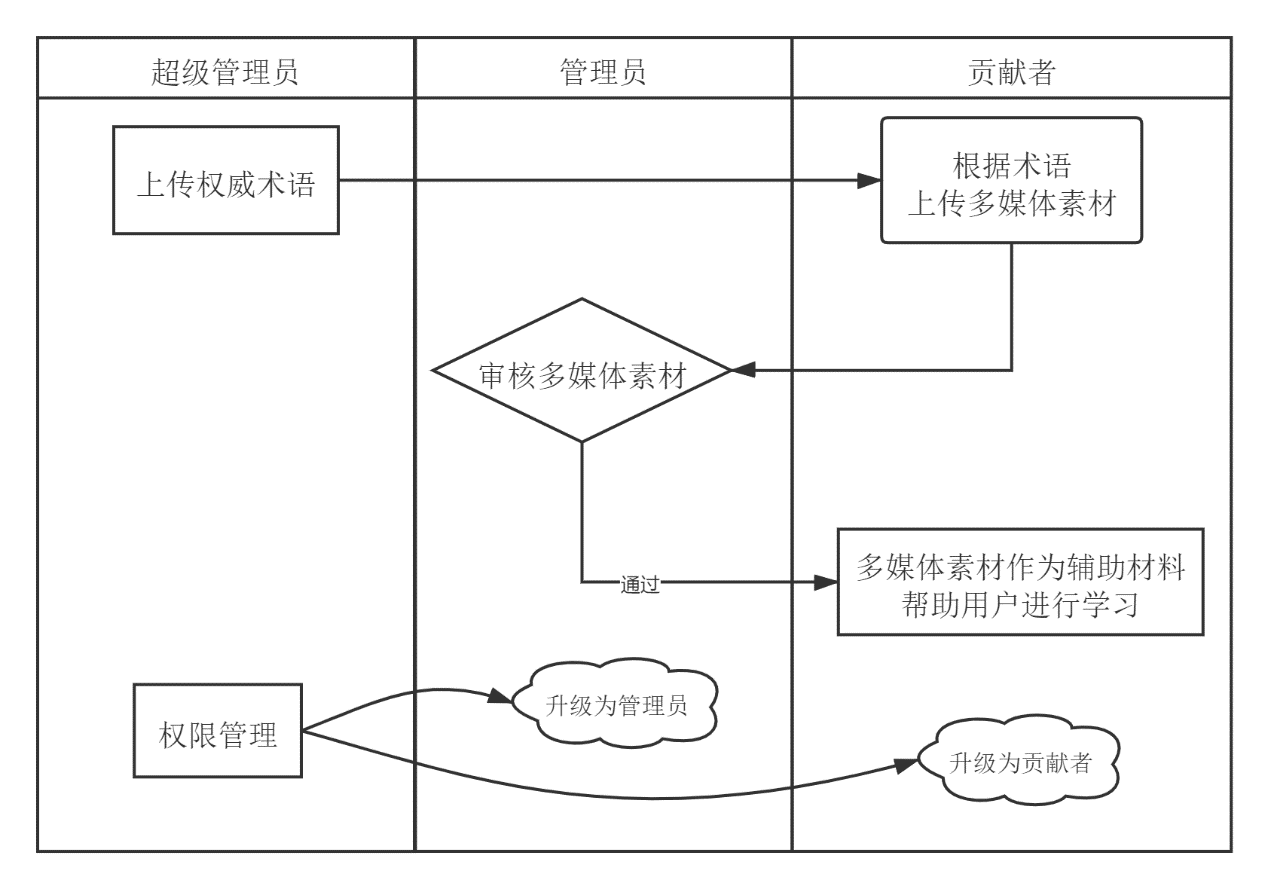 超级管理员
管理员
贡献者
上传权威术语
根据术语
上传多媒体素材
审核多媒体素材
通过
多媒体素材作为辅助材料
帮助用户进行学习
权限管理
升级为管理员
升级为贡献者